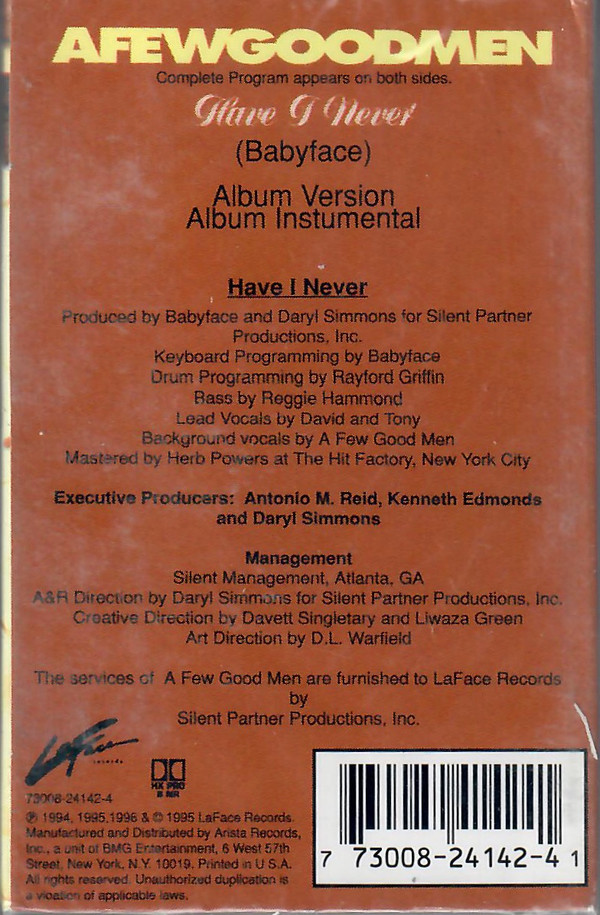 AFEWGOODMEN
Complete Program appears on both sides.
Have I Never
(Babyface)
Album Version
Album Instumental
Have I Never
Produced by Babyface and Daryl Simmons for Silent Partner
Productions, Inc.
Keyboard Programming by Babyface
Drum Programming by Rayford Griffin
Bass by Reggie Hammond
Lead Vocals by David and Tony
Background vocals by A Few Good Men
Mastered by Herb Powers at The Hit Factory, New York City
Executive Producers: Antonio M. Reid, Kenneth Edmonds
and Daryl Simmons
Management
Silent Management, Atlanta, GA
A&R Direction by Daryl Simmons for Silent Partner Productions, Inc.
Creative Direction by Davett Singletary and Liwaza Green
Art Direction by D.L. Warfield
The services of A Few Good Men are furnished to LaFace Records
by
Silent Partner Productions, Inc.
LaFace
records
HX PRO
B NR
73008-24142-4
℗ 1994, 1995,1996 & © 1995 LaFace Records.
Manufactured and Distributed by Arista Records,
Inc., a unit of BMG Entertainment, 6 West 57th
Street, New York, N.Y. 10019. Printed in U.S.A.
All rights reserved. Unauthorized duplication is
a violation of applicable laws.
7 73008-24142-4 1